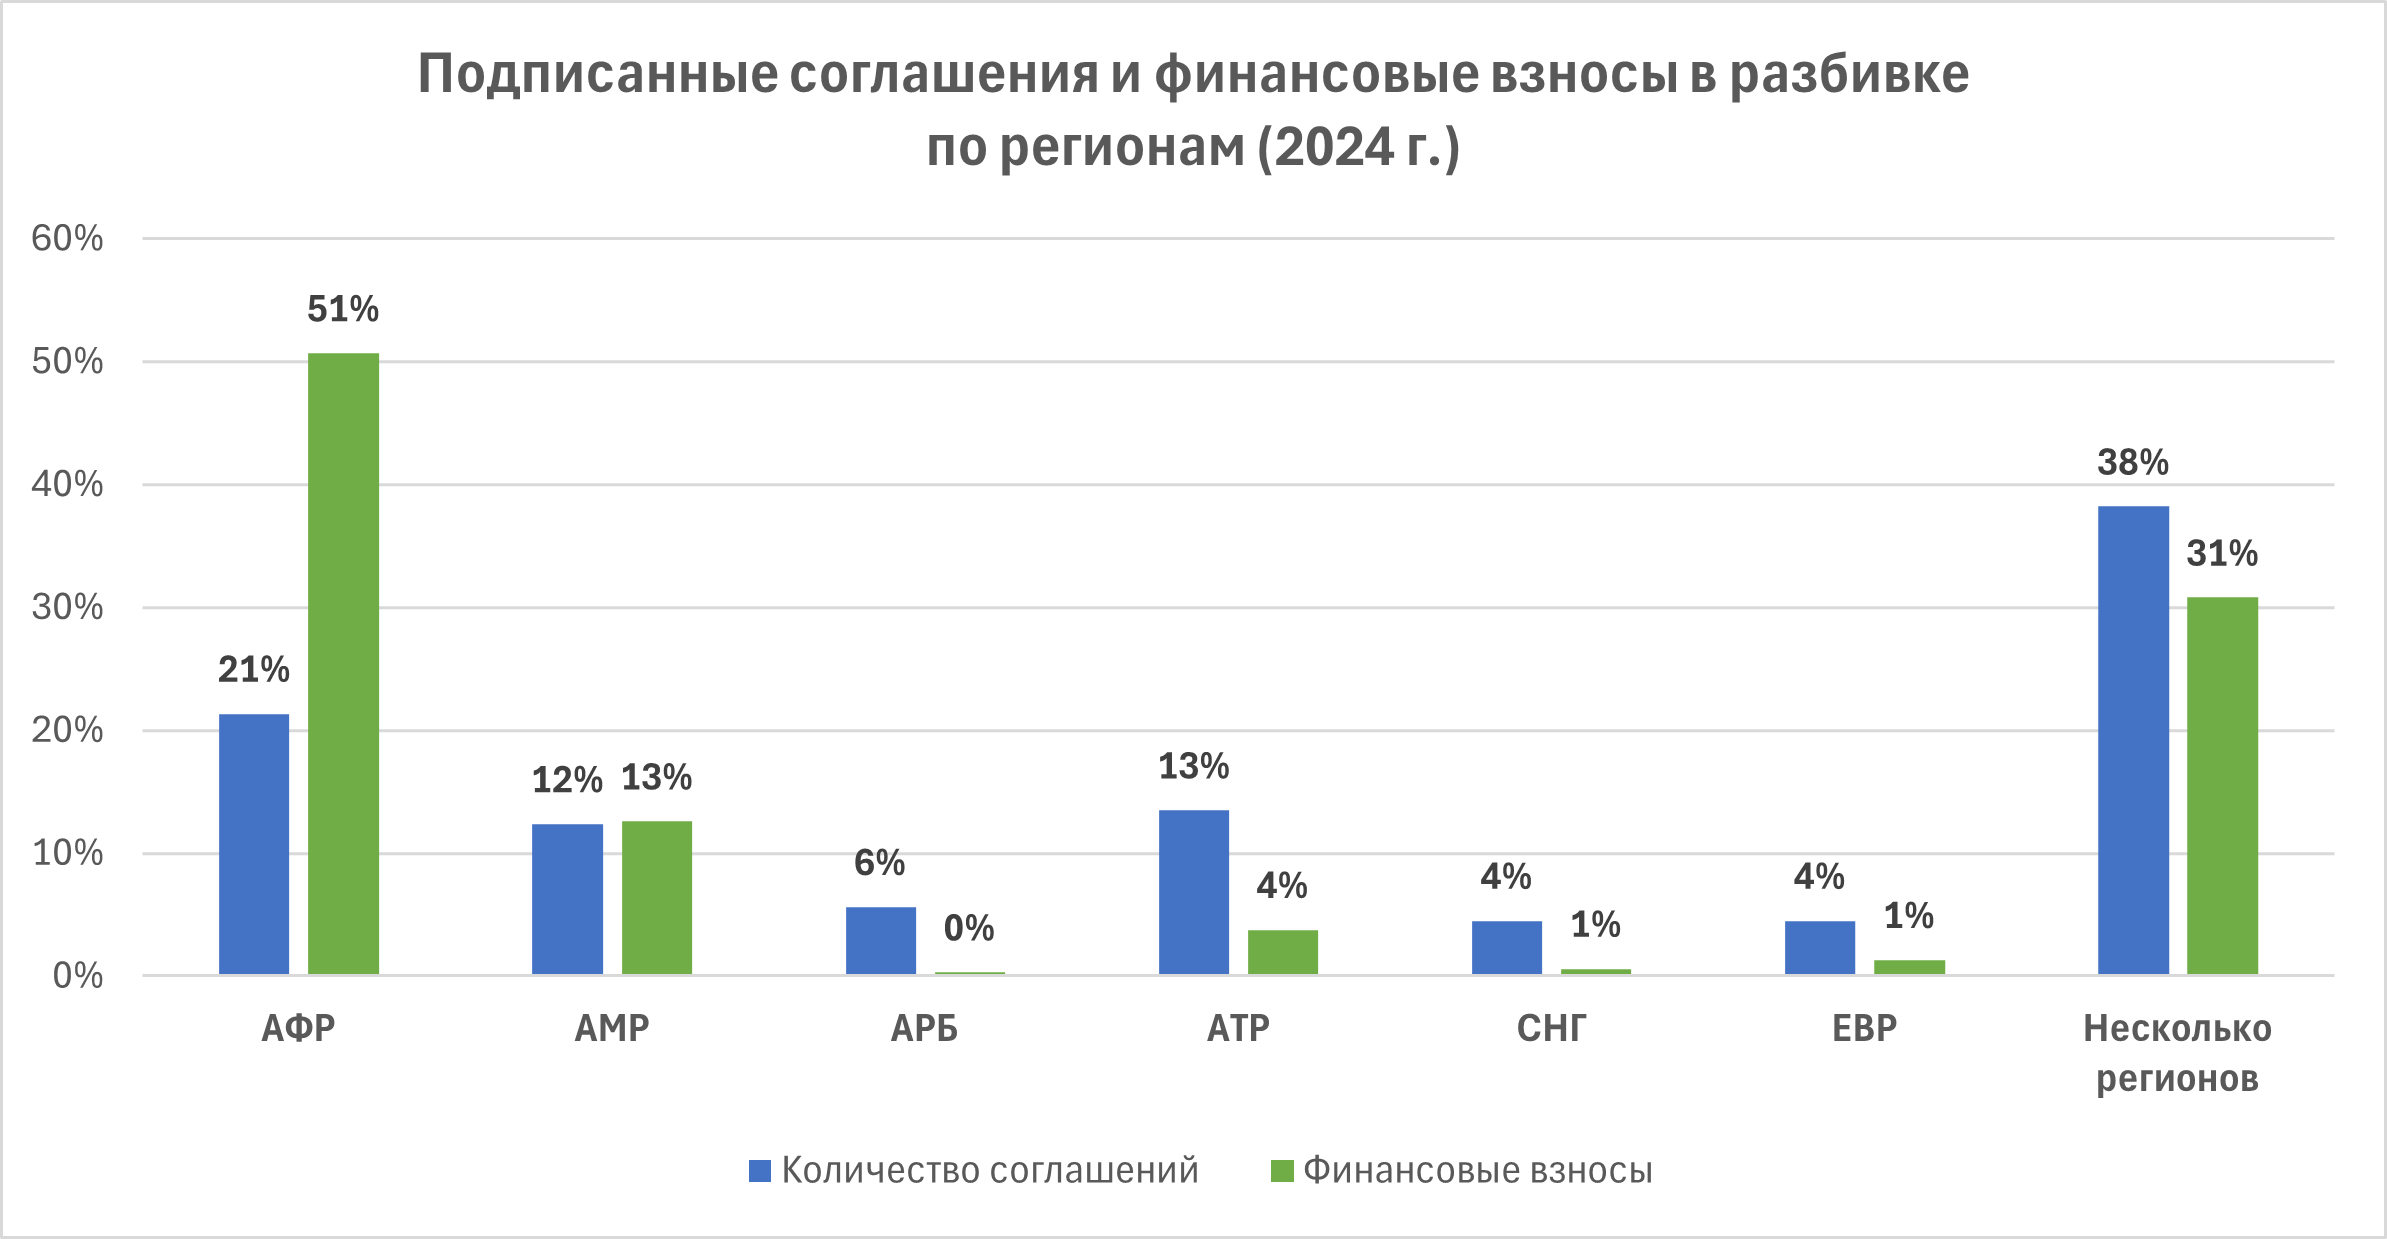 Подписанные соглашения и финансовые взносы в разбивке
по регионам (2024 г.)
60%
50%
40%
30%
20%
10%
0%
21%
51%
12%
13%
6%
0%
13%
4%
4%
1%
4%
1%
38%
31%
АФР
АМР
АРБ
АТР
СНГ
ЕВР
Несколько
регионов
Количество соглашений
Финансовые взносы